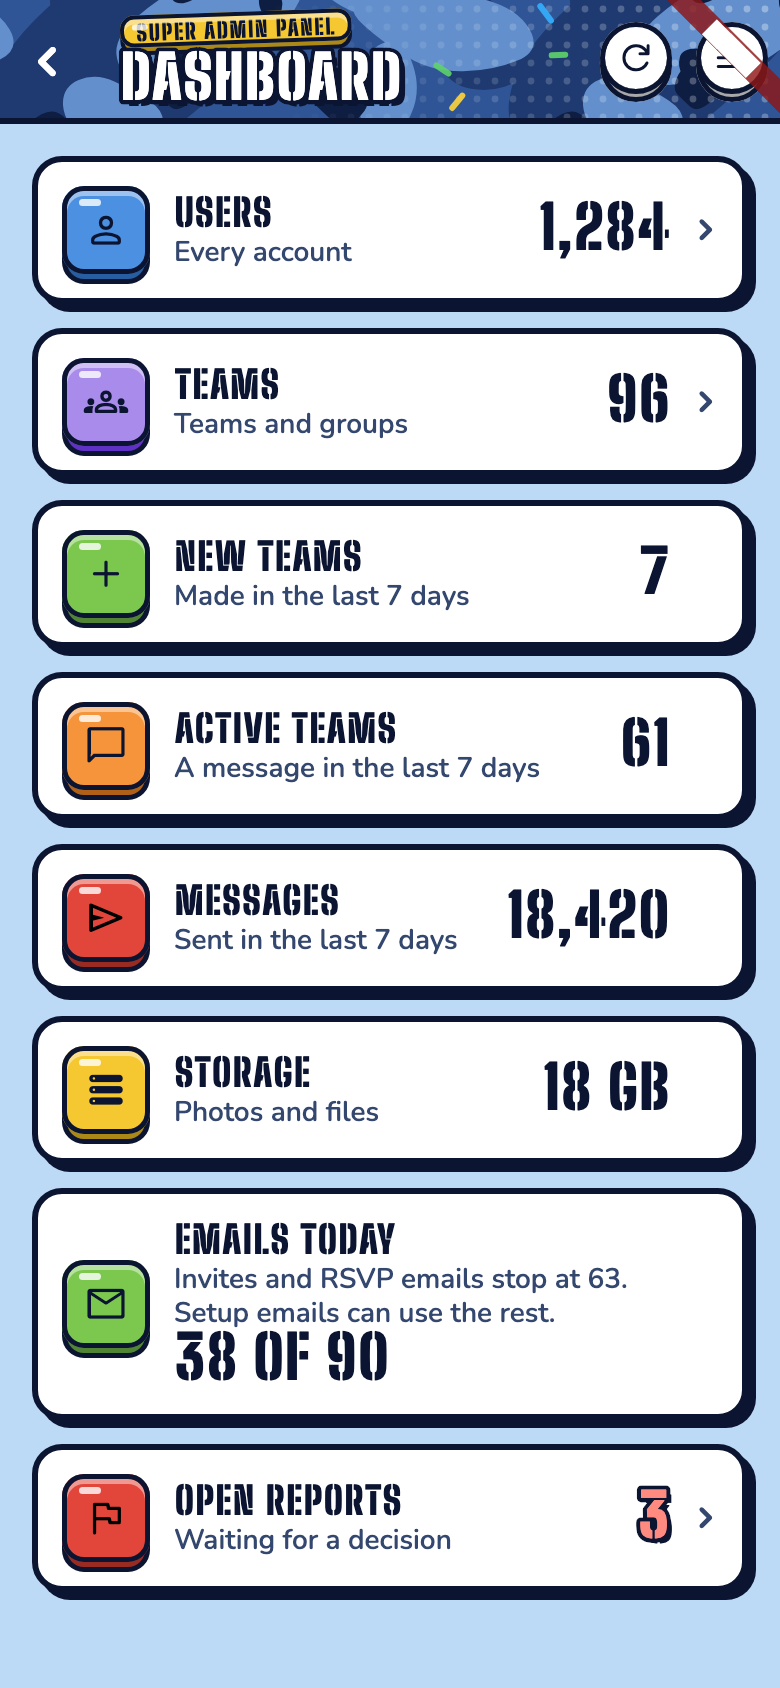 SUPER ADMIN PANEL
DASHBOARD
USERS
Every account
1,284
TEAMS
Teams and groups
96
NEW TEAMS
Made in the last 7 days
7
ACTIVE TEAMS
A message in the last 7 days
61
MESSAGES
Sent in the last 7 days
18,420
STORAGE
Photos and files
18 GB
EMAILS TODAY
Invites and RSVP emails stop at 63.
Setup emails can use the rest.
38 OF 90
OPEN REPORTS
Waiting for a decision
3